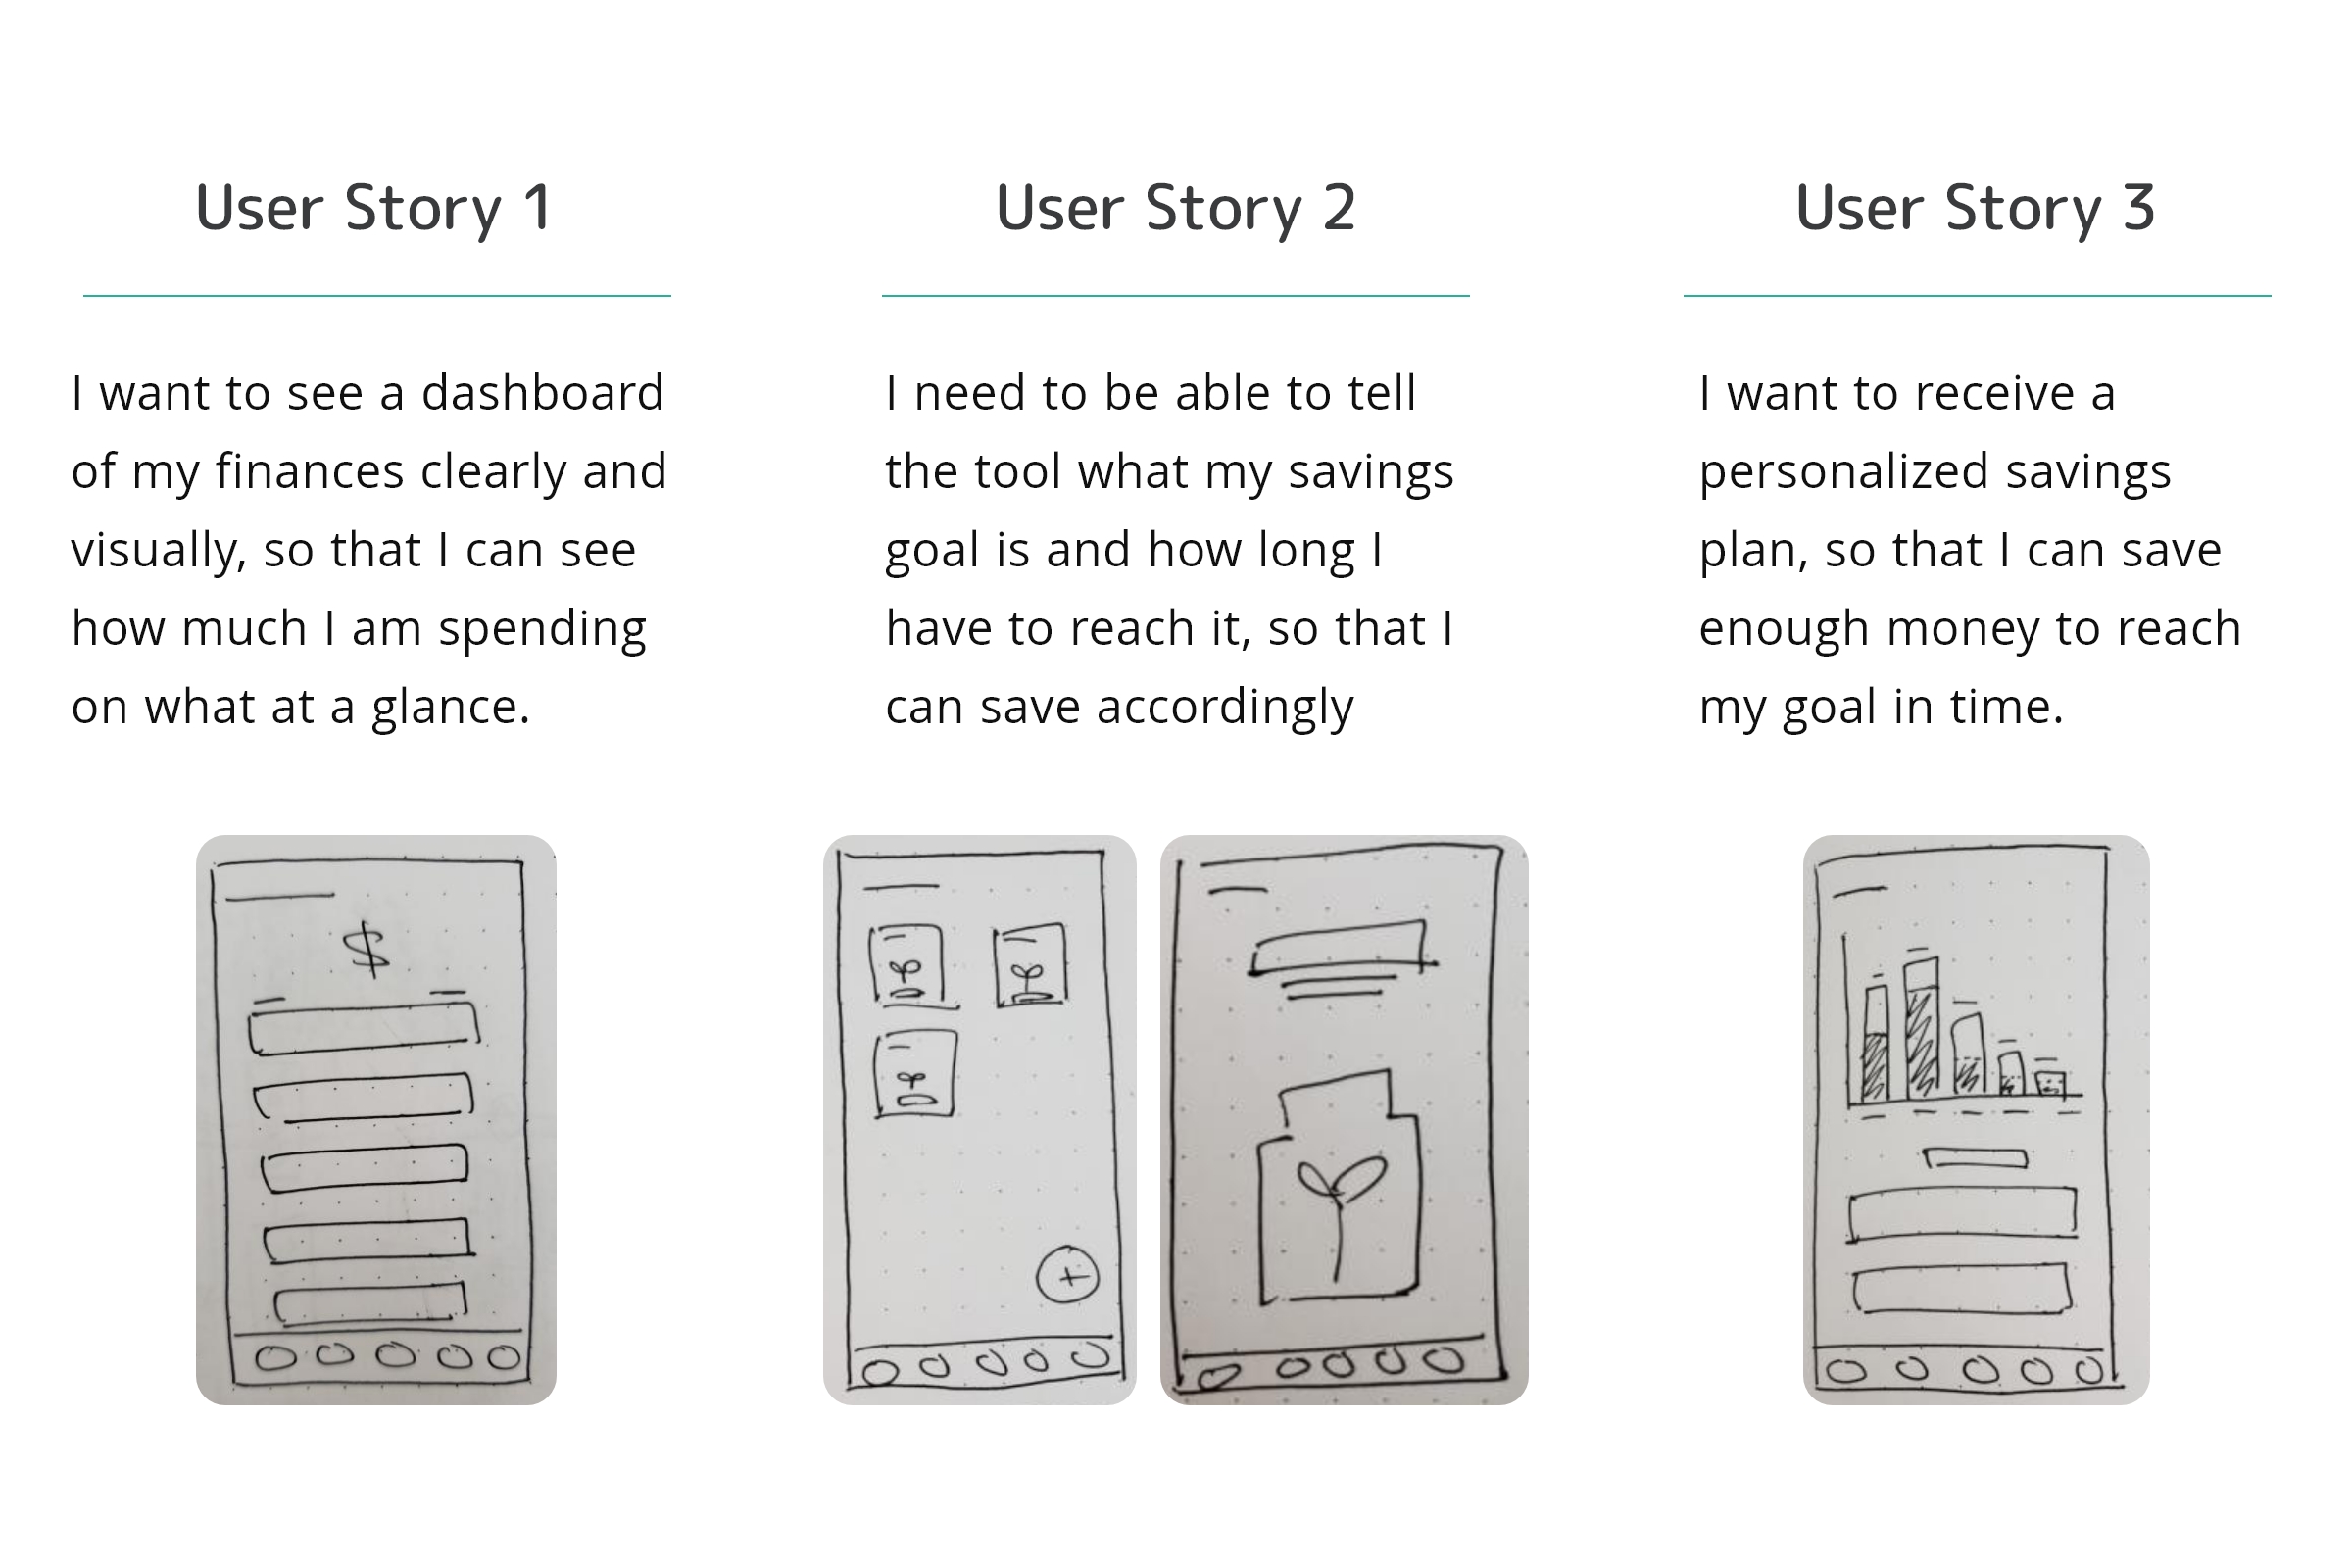 User Story 1
I want to see a dashboard
of my finances clearly and
visually, so that I can see
how much I am spending
on what at a glance.
$
User Story 2
I need to be able to tell
the tool what my savings
goal is and how long I
have to reach it, so that I
can save accordingly
+
User Story 3
I want to receive a
personalized savings
plan, so that I can save
enough money to reach
my goal in time.